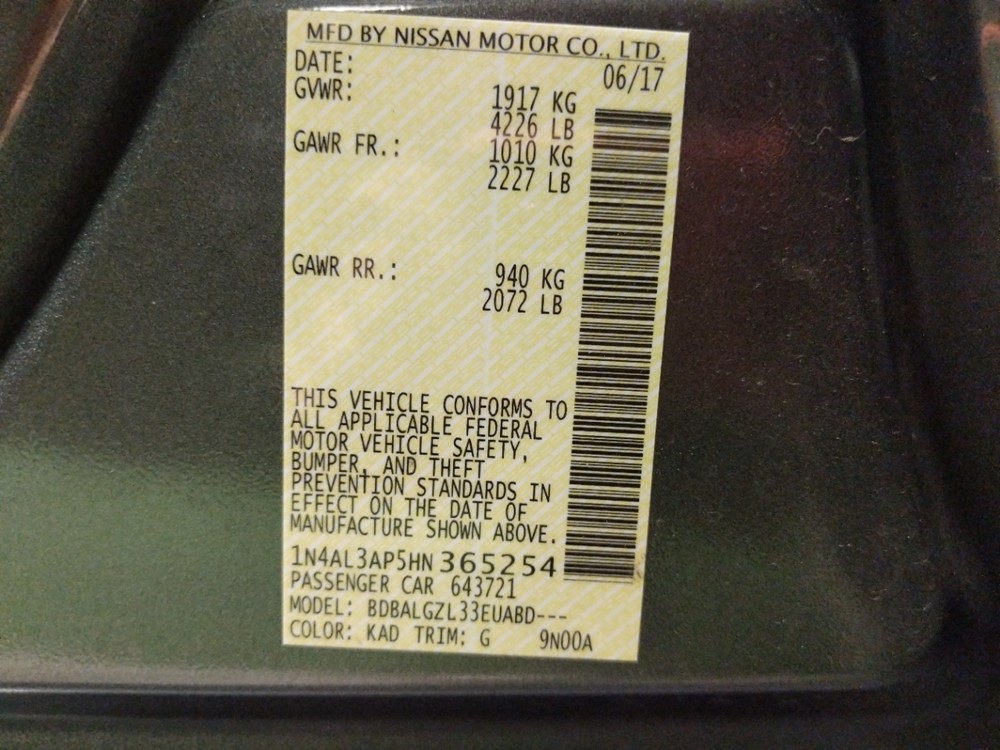 MFD BY NISSAN MOTOR CO., LTD.
DATE: 06/17
GVWR: 1917 KG
4226 LB
GAWR FR.: 1010 KG
2227 LB
GAWR RR.: 940 KG
2072 LB
THIS VEHICLE CONFORMS TO
ALL APPLICABLE FEDERAL
MOTOR VEHICLE SAFETY,
BUMPER, AND THEFT
PREVENTION STANDARDS IN
EFFECT ON THE DATE OF
MANUFACTURE SHOWN ABOVE.
1N4AL3AP5HN 365254
PASSENGER CAR 643721
MODEL: BDBALGZL33EUABD---
COLOR: KAD TRIM: G 9N00A